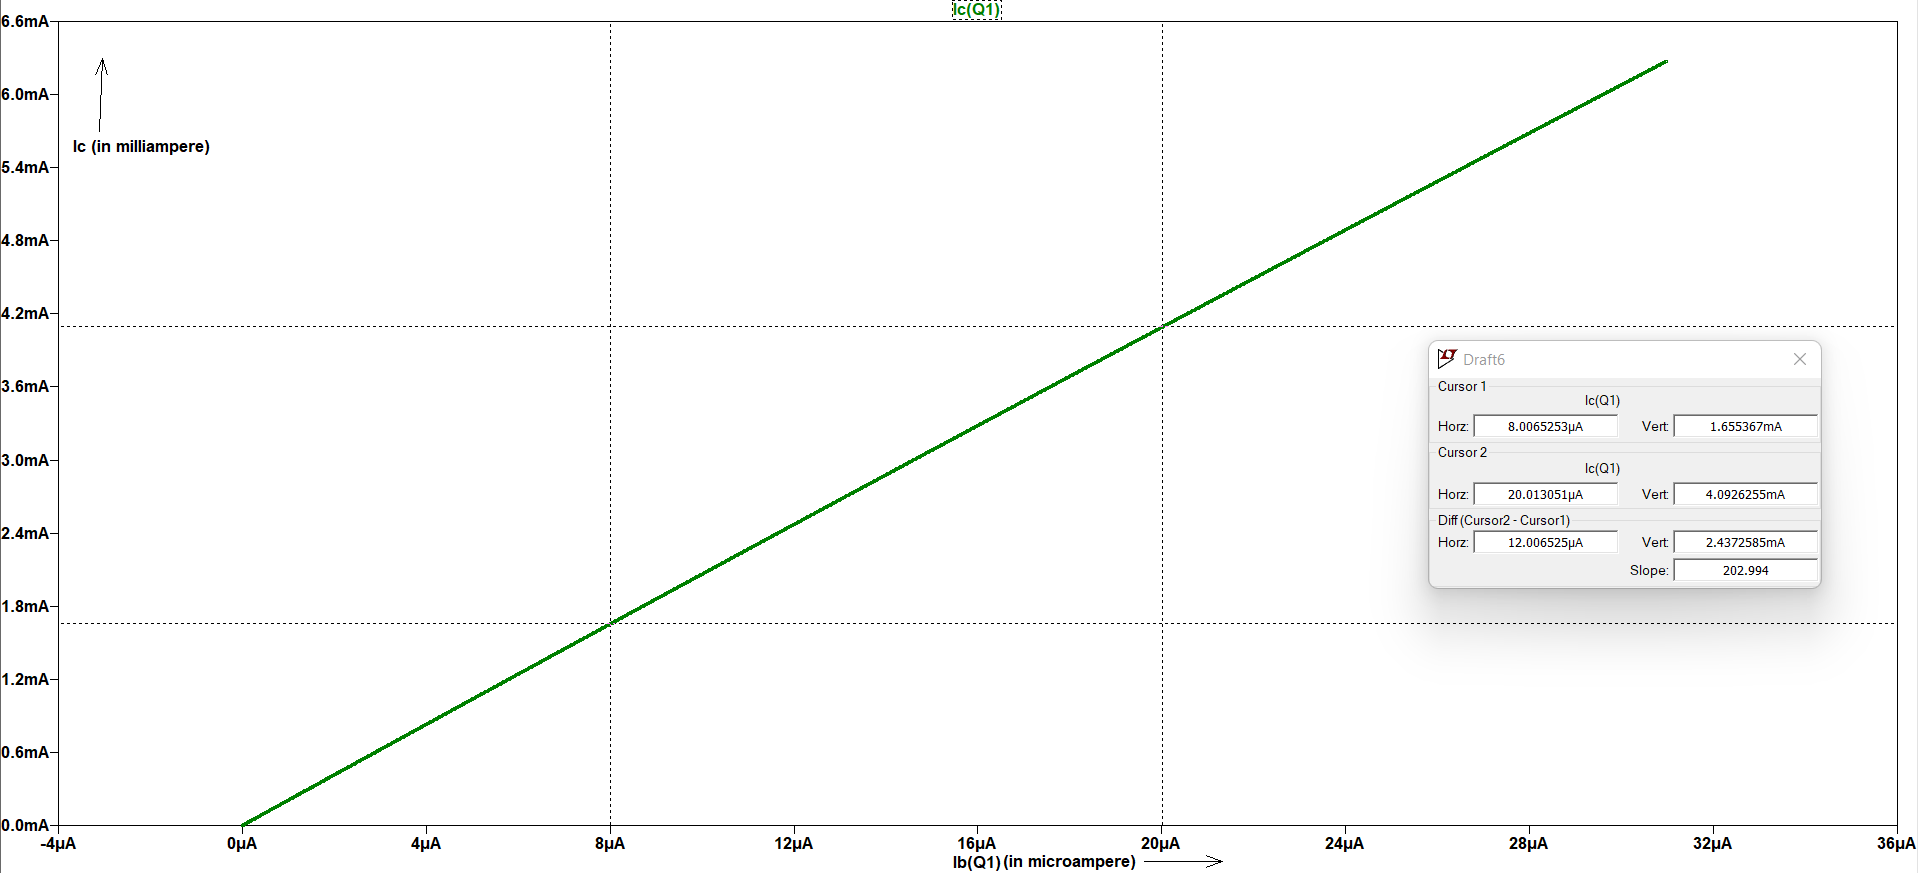 Ic(Q1)
6.6mA
6.0mA
Ic (in milliampere)
5.4mA
4.8mA
4.2mA
3.6mA
3.0mA
2.4mA
1.8mA
1.2mA
0.6mA
0.0mA
Draft6
Cursor 1
Ic(Q1)
Horz: 8.0065253µA Vert: 1.655367mA
Cursor 2
Ic(Q1)
Horz: 20.013051µA Vert: 4.0926255mA
Diff (Cursor2 - Cursor1)
Horz: 12.006525µA Vert: 2.4372585mA
Slope: 202.994
-4µA 0µA 4µA 8µA 12µA 16µA 20µA 24µA 28µA 32µA 36µA
Ib(Q1) (in microampere)